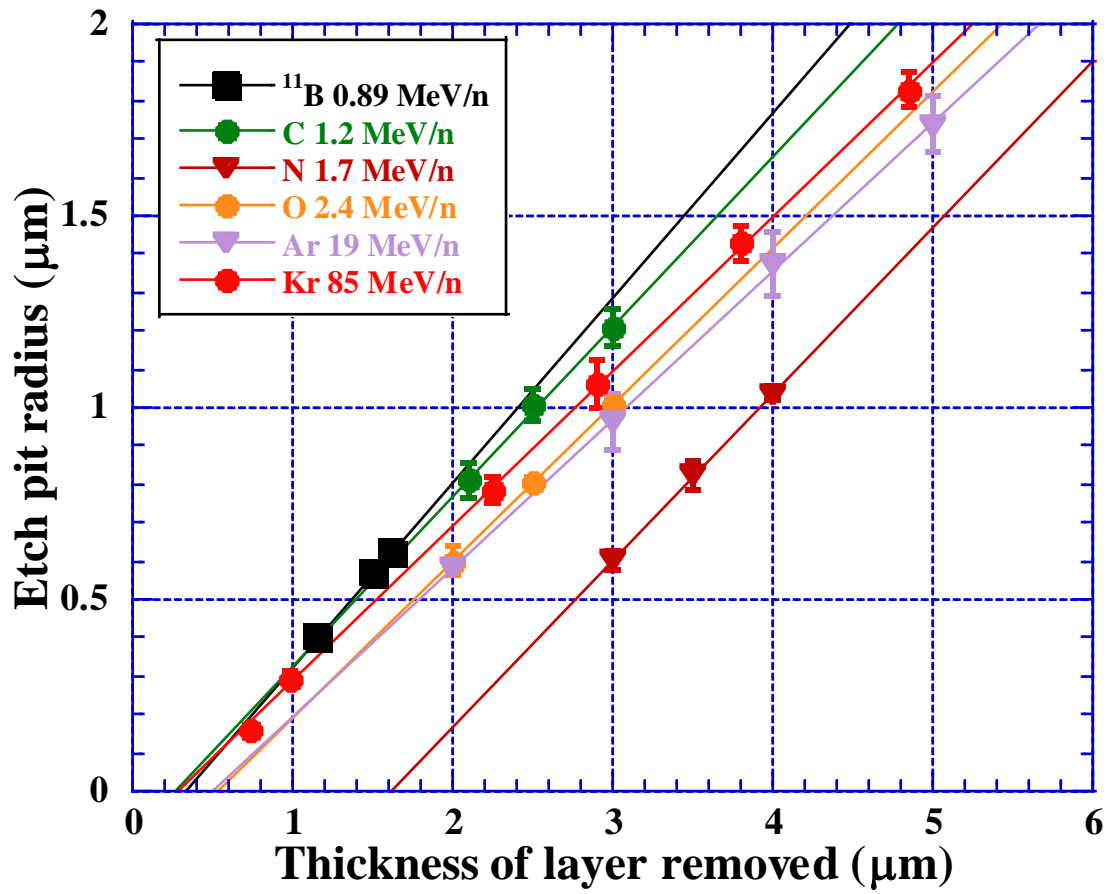 2
1.5
1
0.5
0
Etch pit radius (μm)
¹¹B 0.89 MeV/n
C 1.2 MeV/n
N 1.7 MeV/n
O 2.4 MeV/n
Ar 19 MeV/n
Kr 85 MeV/n
0 1 2 3 4 5 6
Thickness of layer removed (μm)